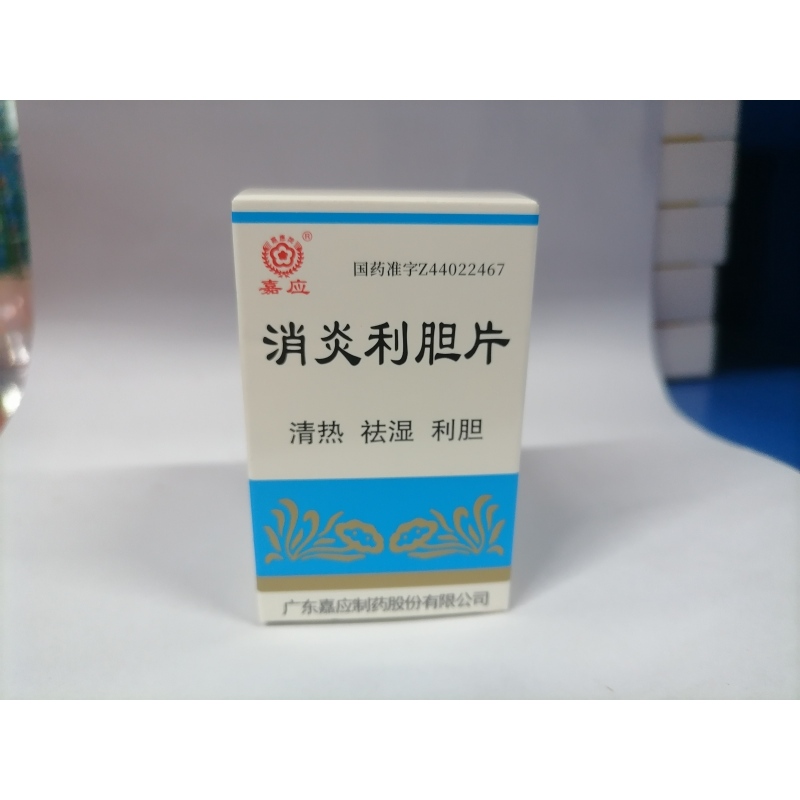 ®
嘉应
国药准字Z44022467
消炎利胆片
清热 祛湿 利胆
广东嘉应制药股份有限公司